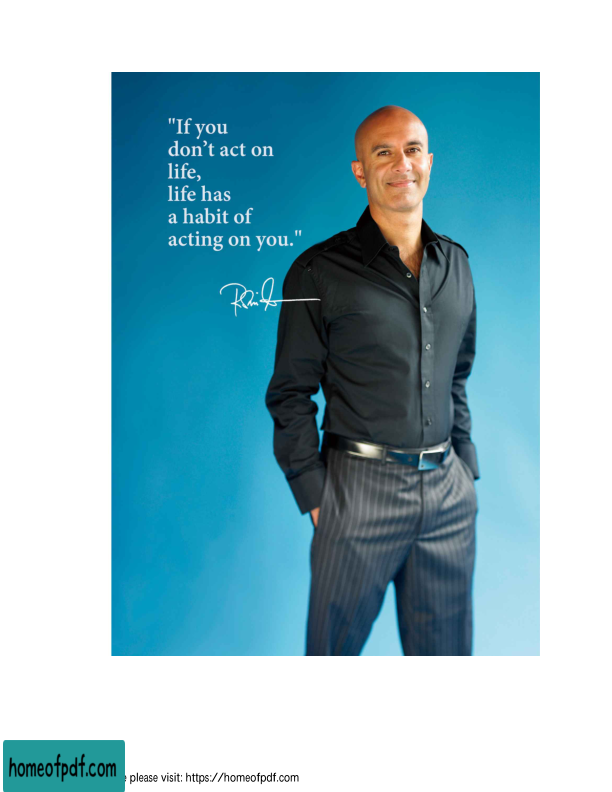 "If you
don’t act on
life,
life has
a habit of
acting on you."
homeofpdf.com
please visit: https://homeofpdf.com